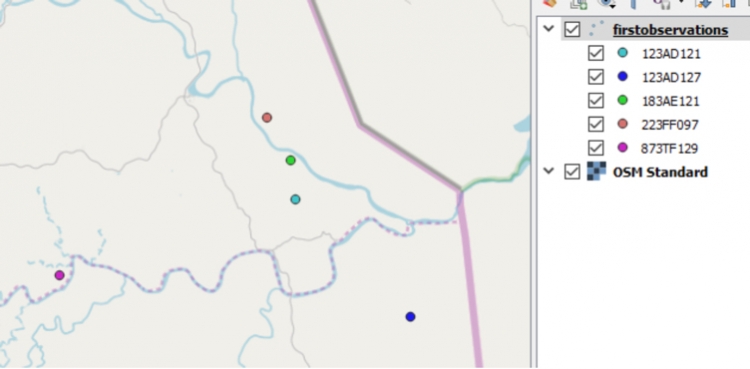 firstobservations
123AD121
123AD127
183AE121
223FF097
873TF129
OSM Standard